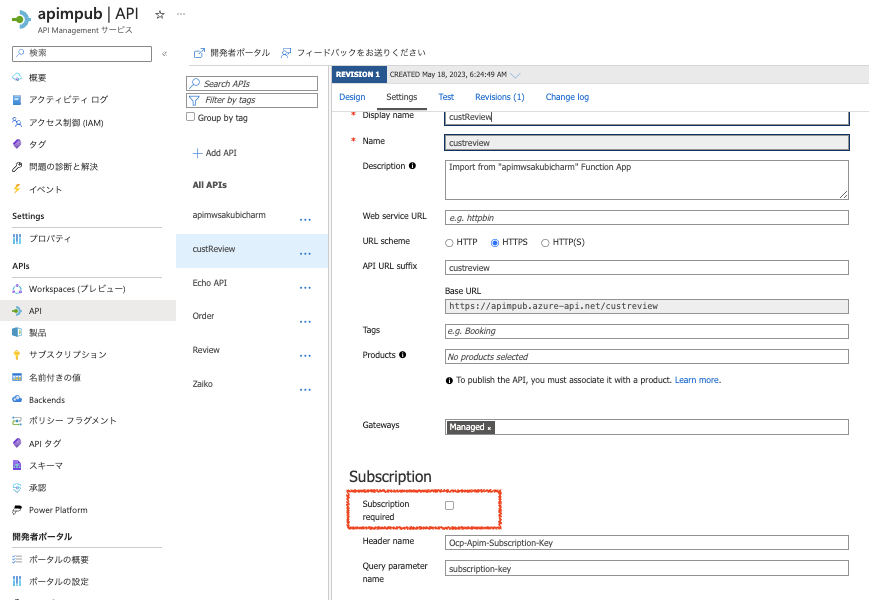 apimpub | API
API Management サービス
検索
概要
アクティビティ ログ
アクセス制御 (IAM)
タグ
問題の診断と解決
イベント
Settings
プロパティ
APIs
Workspaces (プレビュー)
API
製品
サブスクリプション
名前付きの値
Backends
ポリシー フラグメント
API タグ
スキーマ
承認
Power Platform
開発者ポータル
ポータルの概要
ポータルの設定
開発者ポータル
フィードバックをお送りください
Search APIs
Filter by tags
Group by tag
Add API
All APIs
apimwsakubicharm
custReview
Echo API
Order
Review
Zaiko
REVISION 1 CREATED May 18, 2023, 6:24:49 AM
Design Settings Test Revisions (1) Change log
* Display name custReview
* Name custreview
Description Import from "apimwsakubicharm" Function App
Web service URL e.g. httpbin
URL scheme HTTP HTTPS HTTP(S)
API URL suffix custreview
Base URL
https://apimpub.azure-api.net/custreview
Tags e.g. Booking
Products No products selected
To publish the API, you must associate it with a product. Learn more.
Gateways Managed ×
Subscription
Subscription
required
Header name Ocp-Apim-Subscription-Key
Query parameter
name
subscription-key